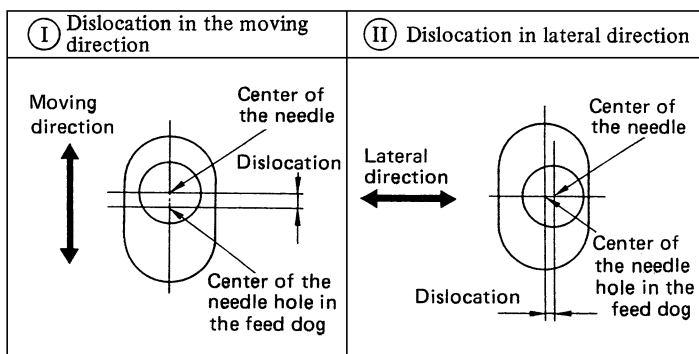 I Dislocation in the moving
direction
II Dislocation in lateral direction
Moving
direction
Center of
the needle
Dislocation
Center of the
needle hole in
the feed dog
Center of
the needle
Lateral
direction
Center of
the needle
hole in the
feed dog
Dislocation